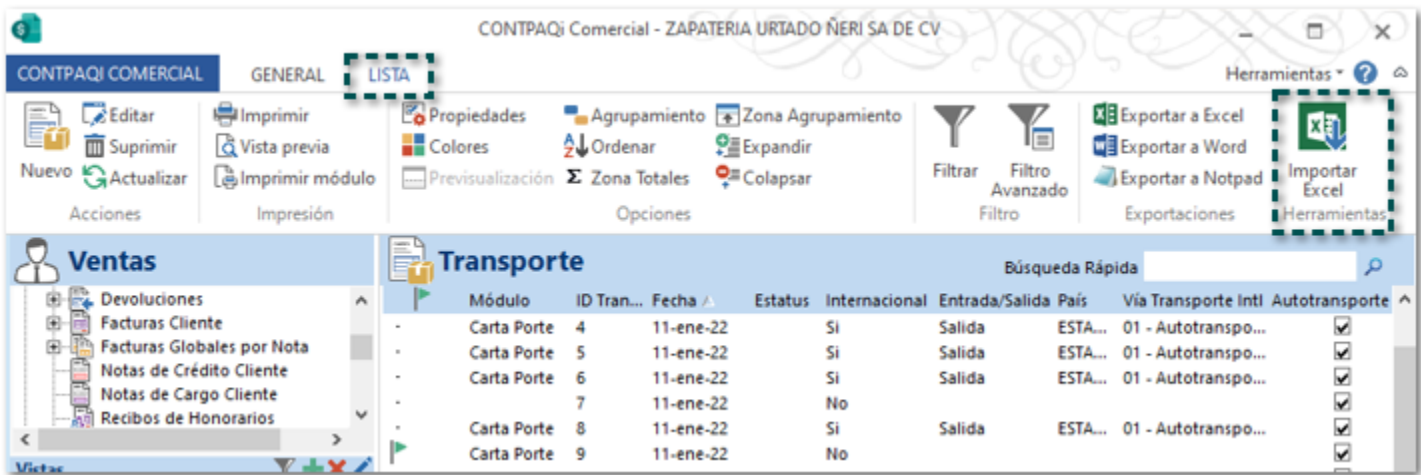 CONTPAQi Comercial - ZAPATERIA URTADO ÑERI SA DE CV
CONTPAQI COMERCIAL GENERAL LISTA Herramientas
Nuevo
Editar
Suprimir
Actualizar
Acciones
Imprimir
Vista previa
Imprimir módulo
Impresión
Propiedades Agrupamiento Zona Agrupamiento
Colores Ordenar Expandir
Previsualización Σ Zona Totales Colapsar
Opciones
Filtrar
Filtro
Avanzado
Filtro
Exportar a Excel
Exportar a Word
Exportar a Notpad
Exportaciones
Importar
Excel
Herramientas
Ventas
Devoluciones
Facturas Cliente
Facturas Globales por Nota
Notas de Crédito Cliente
Notas de Cargo Cliente
Recibos de Honorarios
Vistas
Transporte
Búsqueda Rápida
Módulo ID Tran... Fecha Estatus Internacional Entrada/Salida País Vía Transporte Intl Autotransporte
- Carta Porte 4 11-ene-22 Si Salida ESTA... 01 - Autotranspo...
- Carta Porte 5 11-ene-22 Si Salida ESTA... 01 - Autotranspo...
- Carta Porte 6 11-ene-22 Si Salida ESTA... 01 - Autotranspo...
- 7 11-ene-22 No
- Carta Porte 8 11-ene-22 Si Salida ESTA... 01 - Autotranspo...
Carta Porte 9 11-ene-22 No